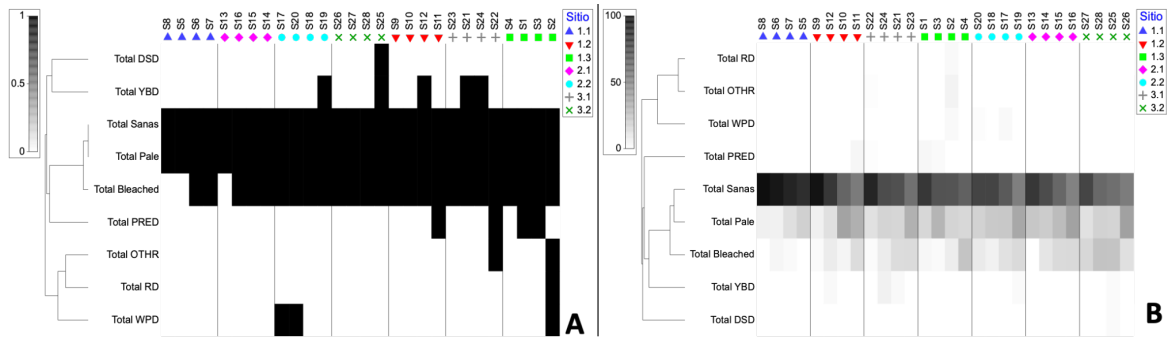 1
0.5
0
S8 S5 S6 S7 S13 S16 S15 S14 S17 S20 S18 S19 S26 S27 S28 S25 S9 S10 S12 S11 S23 S21 S24 S22 S4 S1 S3 S2
Sitio
1.1
1.2
1.3
2.1
2.2
3.1
3.2
Total DSD
Total YBD
Total Sanas
Total Pale
Total Bleached
Total PRED
Total OTHR
Total RD
Total WPD
A
100
50
0
S8 S6 S7 S5 S9 S12 S10 S11 S22 S24 S21 S23 S1 S3 S2 S4 S20 S18 S17 S19 S13 S14 S15 S16 S27 S28 S25 S26
Sitio
1.1
1.2
1.3
2.1
2.2
3.1
3.2
Total RD
Total OTHR
Total WPD
Total PRED
Total Sanas
Total Pale
Total Bleached
Total YBD
Total DSD
B